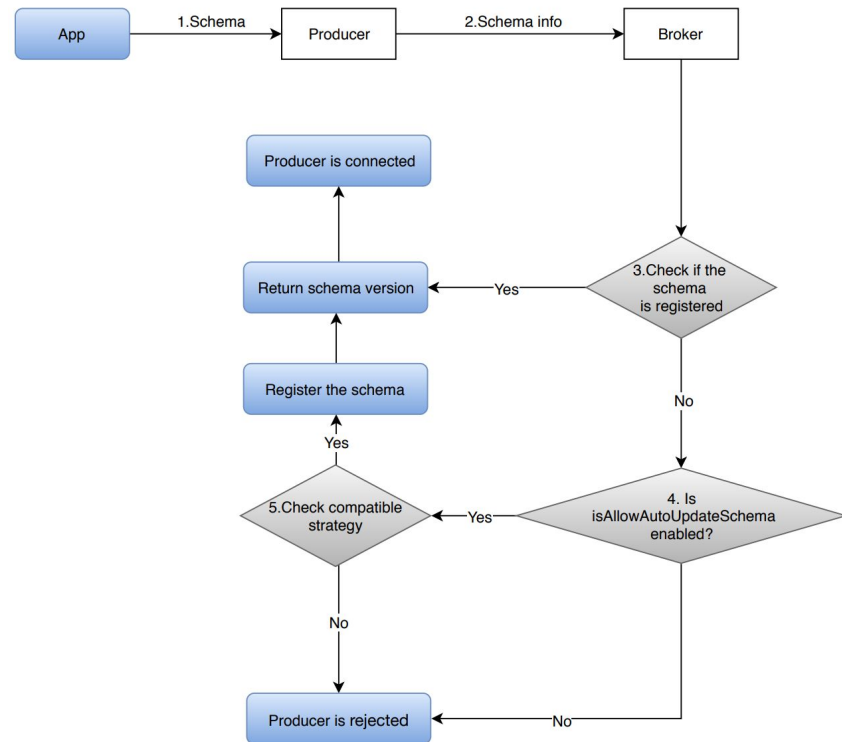 App
1.Schema
Producer
2.Schema info
Broker
Producer is connected
3.Check if the
schema
is registered
Yes
Return schema version
Register the schema
No
Yes
5.Check compatible
strategy
Yes
4. Is
isAllowAutoUpdateSchema
enabled?
No
Producer is rejected
No